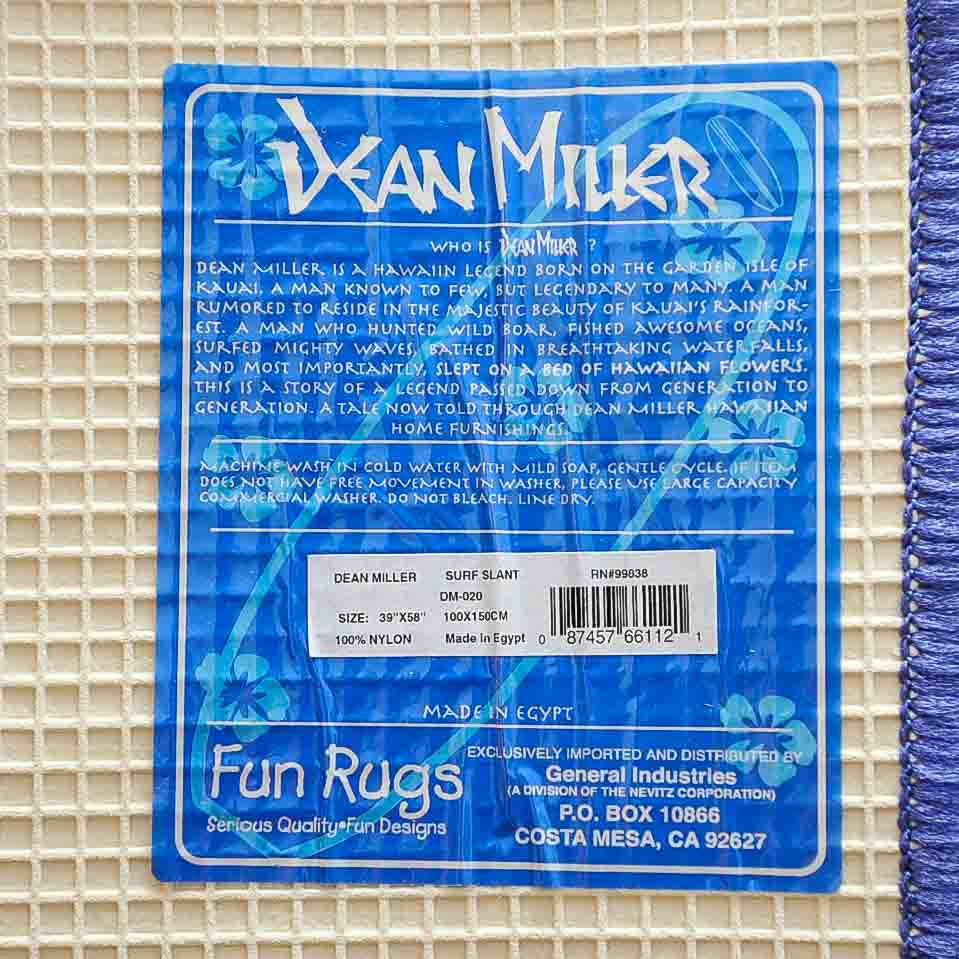 DEAN MILLER
WHO IS DEAN MILLER ?
DEAN MILLER IS A HAWAIIN LEGEND BORN ON THE GARDEN ISLE OF
KAUAI. A MAN KNOWN TO FEW, BUT LEGENDARY TO MANY. A MAN
RUMORED TO RESIDE IN THE MAJESTIC BEAUTY OF KAUAI'S RAINFOR-
EST. A MAN WHO HUNTED WILD BOAR, FISHED AWESOME OCEANS,
SURFED MIGHTY WAVES, BATHED IN BREATHTAKING WATERFALLS,
AND MOST IMPORTANTLY, SLEPT ON A BED OF HAWAIIAN FLOWERS.
THIS IS A STORY OF A LEGEND PASSED DOWN FROM GENERATION TO
GENERATION. A TALE NOW TOLD THROUGH DEAN MILLER HAWAIIAN
HOME FURNISHINGS.
MACHINE WASH IN COLD WATER WITH MILD SOAP, GENTLE CYCLE. IF ITEM
DOES NOT HAVE FREE MOVEMENT IN WASHER, PLEASE USE LARGE CAPACITY
COMMERCIAL WASHER. DO NOT BLEACH. LINE DRY.
DEAN MILLER SURF SLANT RN#99838
DM-020
SIZE: 39"X58" 100X150CM
100% NYLON Made in Egypt 0 87457 66112 1
MADE IN EGYPT
Fun Rugs
Serious Quality•Fun Designs
EXCLUSIVELY IMPORTED AND DISTRIBUTED BY
General Industries
(A DIVISION OF THE NEVITZ CORPORATION)
P.O. BOX 10866
COSTA MESA, CA 92627